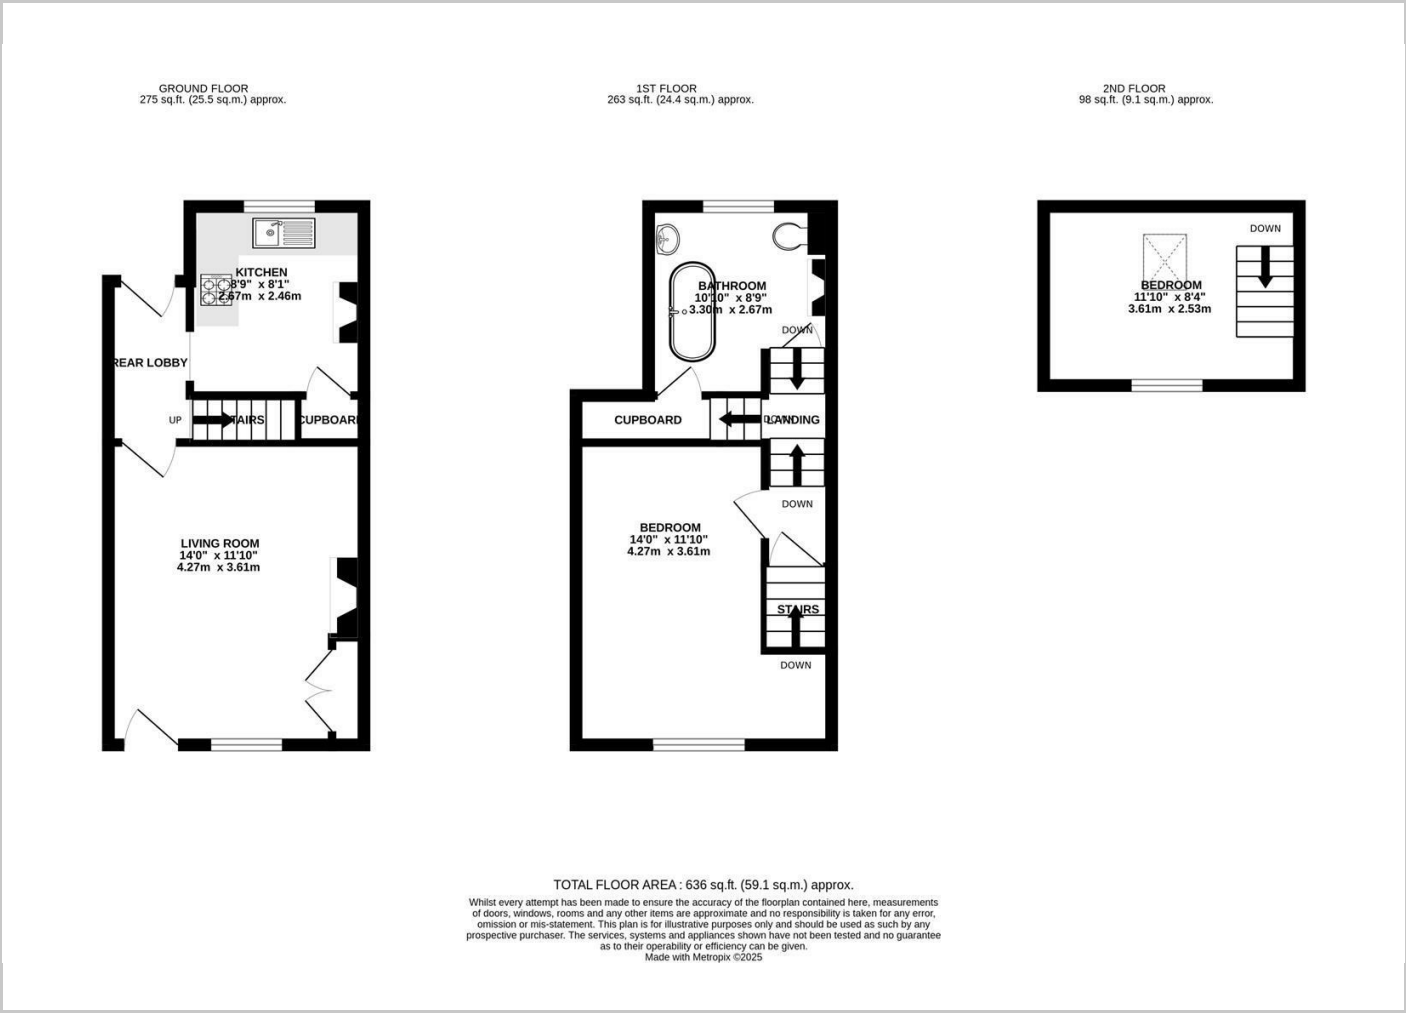 GROUND FLOOR
275 sq.ft. (25.5 sq.m.) approx.
1ST FLOOR
263 sq.ft. (24.4 sq.m.) approx.
2ND FLOOR
98 sq.ft. (9.1 sq.m.) approx.
KITCHEN
8'9" x 8'1"
2.67m x 2.46m
REAR LOBBY
UP
STAIRS
CUPBOARD
LIVING ROOM
14'0" x 11'10"
4.27m x 3.61m
BATHROOM
10'10" x 8'9"
3.30m x 2.67m
DOWN
CUPBOARD
DOWN
LANDING
DOWN
BEDROOM
14'0" x 11'10"
4.27m x 3.61m
STAIRS
DOWN
DOWN
BEDROOM
11'10" x 8'4"
3.61m x 2.53m
TOTAL FLOOR AREA : 636 sq.ft. (59.1 sq.m.) approx.
Whilst every attempt has been made to ensure the accuracy of the floorplan contained here, measurements
of doors, windows, rooms and any other items are approximate and no responsibility is taken for any error,
omission or mis-statement. This plan is for illustrative purposes only and should be used as such by any
prospective purchaser. The services, systems and appliances shown have not been tested and no guarantee
as to their operability or efficiency can be given.
Made with Metropix ©2025